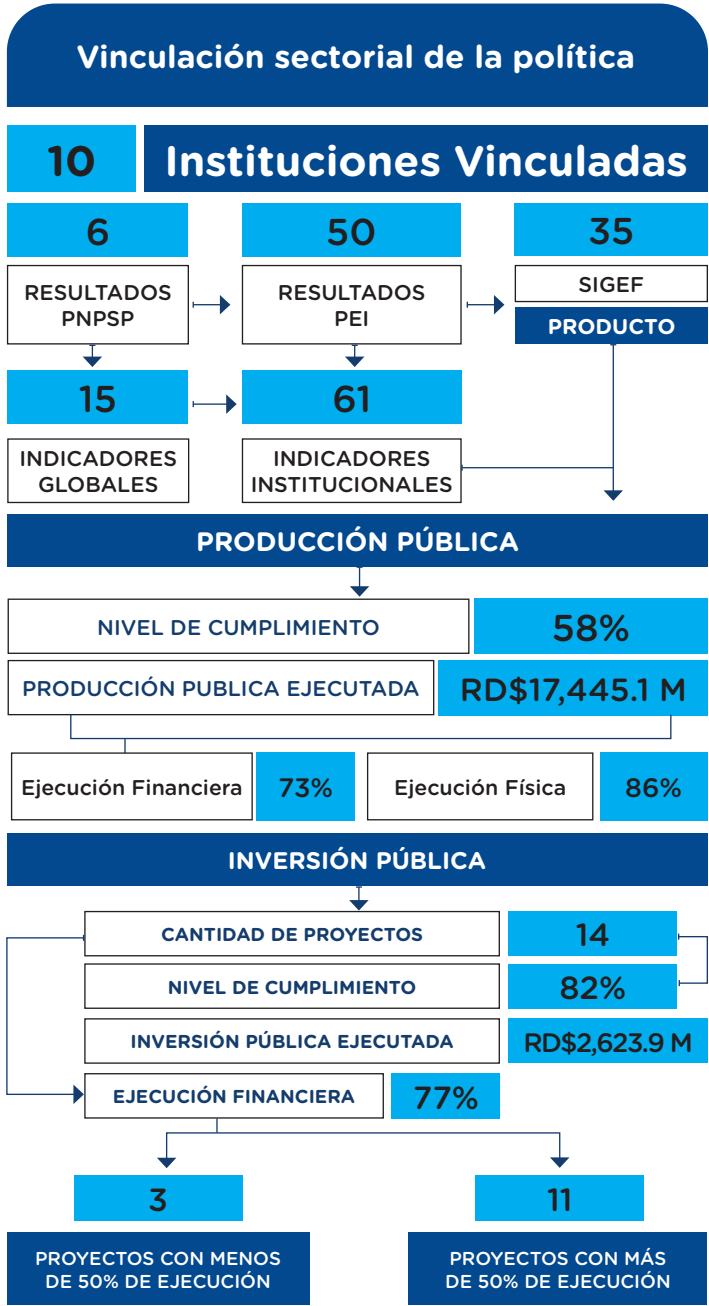 Vinculación sectorial de la política
10 Instituciones Vinculadas
6
50
35
RESULTADOS
PNPSP
RESULTADOS
PEI
SIGEF
PRODUCTO
15
61
INDICADORES
GLOBALES
INDICADORES
INSTITUCIONALES
PRODUCCIÓN PÚBLICA
NIVEL DE CUMPLIMIENTO 58%
PRODUCCIÓN PUBLICA EJECUTADA RD$17,445.1 M
Ejecución Financiera 73%
Ejecución Física 86%
INVERSIÓN PÚBLICA
CANTIDAD DE PROYECTOS 14
NIVEL DE CUMPLIMIENTO 82%
INVERSIÓN PÚBLICA EJECUTADA RD$2,623.9 M
EJECUCIÓN FINANCIERA 77%
3
11
PROYECTOS CON MENOS
DE 50% DE EJECUCIÓN
PROYECTOS CON MÁS
DE 50% DE EJECUCIÓN